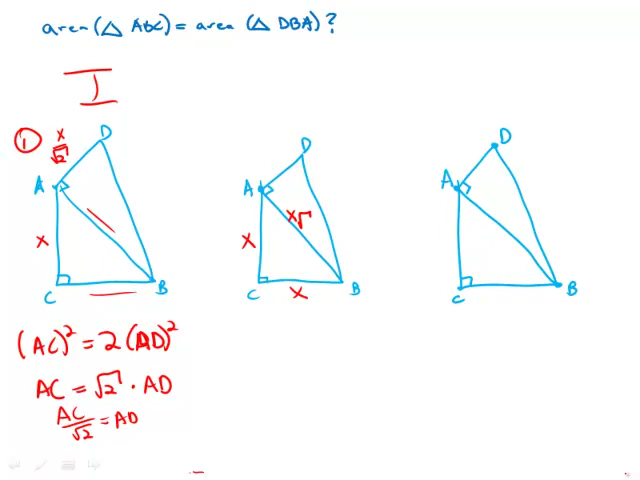 area (△ ABC) = area (△ DBA)?
I
① x/√2
D
A
x
C
B
(AC)² = 2 (AD)²
AC = √2 · AD
AC/√2 = AD
D
A
x√
x
C
x
B
D
A
C
B